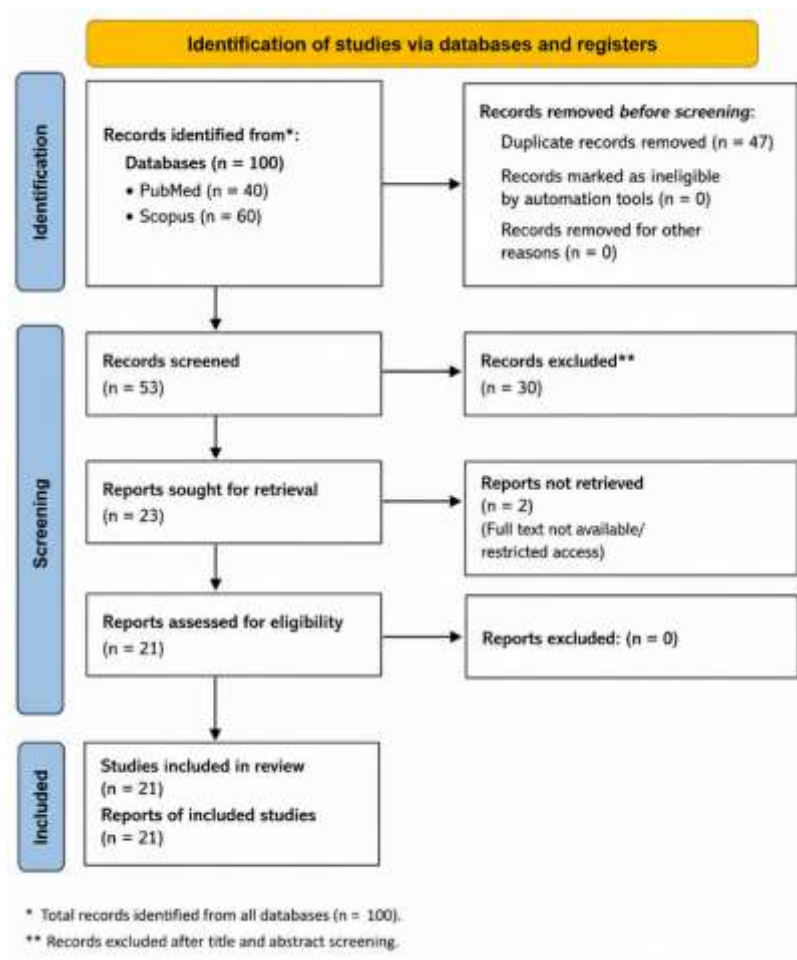 Identification of studies via databases and registers
Identification
Records identified from*:
Databases (n = 100)
• PubMed (n = 40)
• Scopus (n = 60)
Records removed before screening:
Duplicate records removed (n = 47)
Records marked as ineligible
by automation tools (n = 0)
Records removed for other
reasons (n = 0)
Screening
Records screened
(n = 53)
Records excluded**
(n = 30)
Reports sought for retrieval
(n = 23)
Reports not retrieved
(n = 2)
(Full text not available/
restricted access)
Reports assessed for eligibility
(n = 21)
Reports excluded: (n = 0)
Included
Studies included in review
(n = 21)
Reports of included studies
(n = 21)
* Total records identified from all databases (n = 100).
** Records excluded after title and abstract screening.